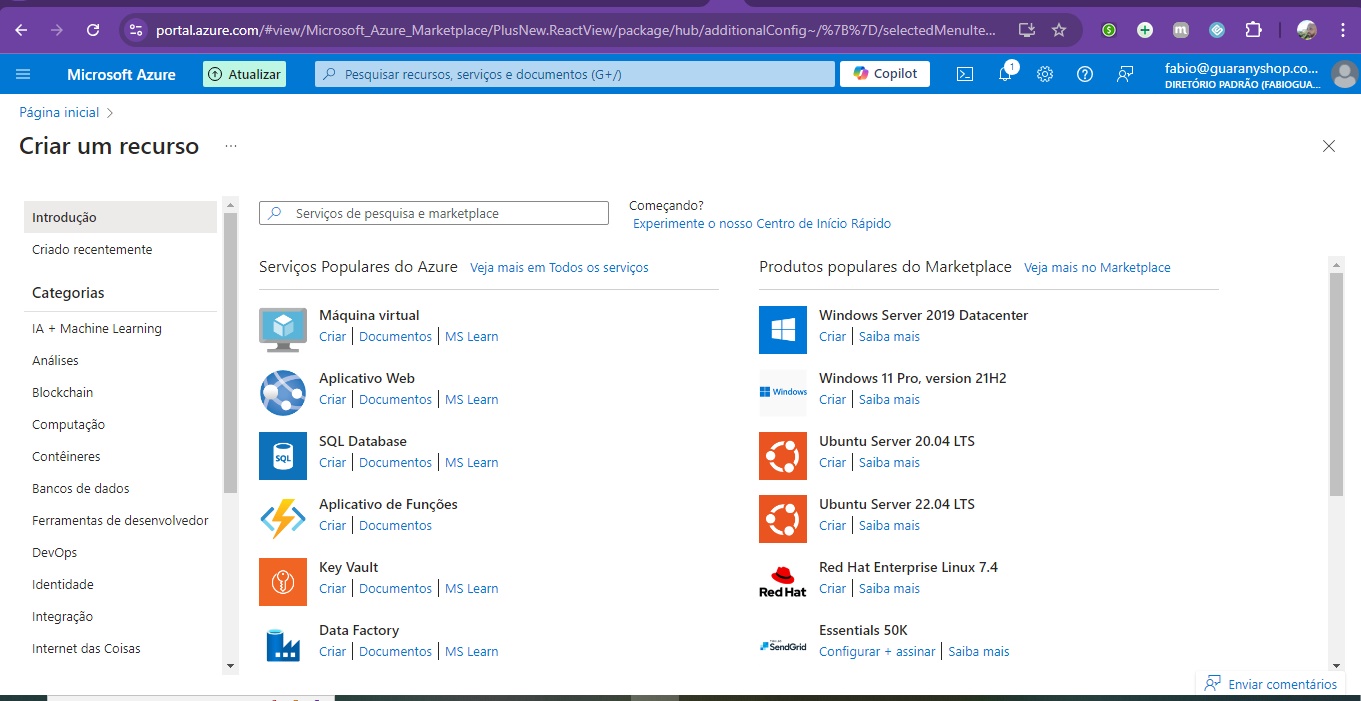 portal.azure.com/#view/Microsoft_Azure_Marketplace/PlusNew.ReactView/package/hub/additionalConfig~/%7B%7D/selectedMenuIte...
Microsoft Azure
Atualizar
Pesquisar recursos, serviços e documentos (G+/)
Copilot
1
fabio@guaranyshop.co...
DIRETÓRIO PADRÃO (FABIOGUA...
Página inicial
Criar um recurso
...
Introdução
Criado recentemente
Categorias
IA + Machine Learning
Análises
Blockchain
Computação
Contêineres
Bancos de dados
Ferramentas de desenvolvedor
DevOps
Identidade
Integração
Internet das Coisas
Serviços de pesquisa e marketplace
Começando?
Experimente o nosso Centro de Início Rápido
Serviços Populares do Azure Veja mais em Todos os serviços
Máquina virtual
Criar | Documentos | MS Learn
Aplicativo Web
Criar | Documentos | MS Learn
SQL
SQL Database
Criar | Documentos | MS Learn
Aplicativo de Funções
Criar | Documentos
Key Vault
Criar | Documentos | MS Learn
Data Factory
Criar | Documentos | MS Learn
Produtos populares do Marketplace Veja mais no Marketplace
Windows Server 2019 Datacenter
Criar | Saiba mais
Windows
Windows 11 Pro, version 21H2
Criar | Saiba mais
Ubuntu Server 20.04 LTS
Criar | Saiba mais
Ubuntu Server 22.04 LTS
Criar | Saiba mais
Red Hat
Red Hat Enterprise Linux 7.4
Criar | Saiba mais
SendGrid
Essentials 50K
Configurar + assinar | Saiba mais
Enviar comentários